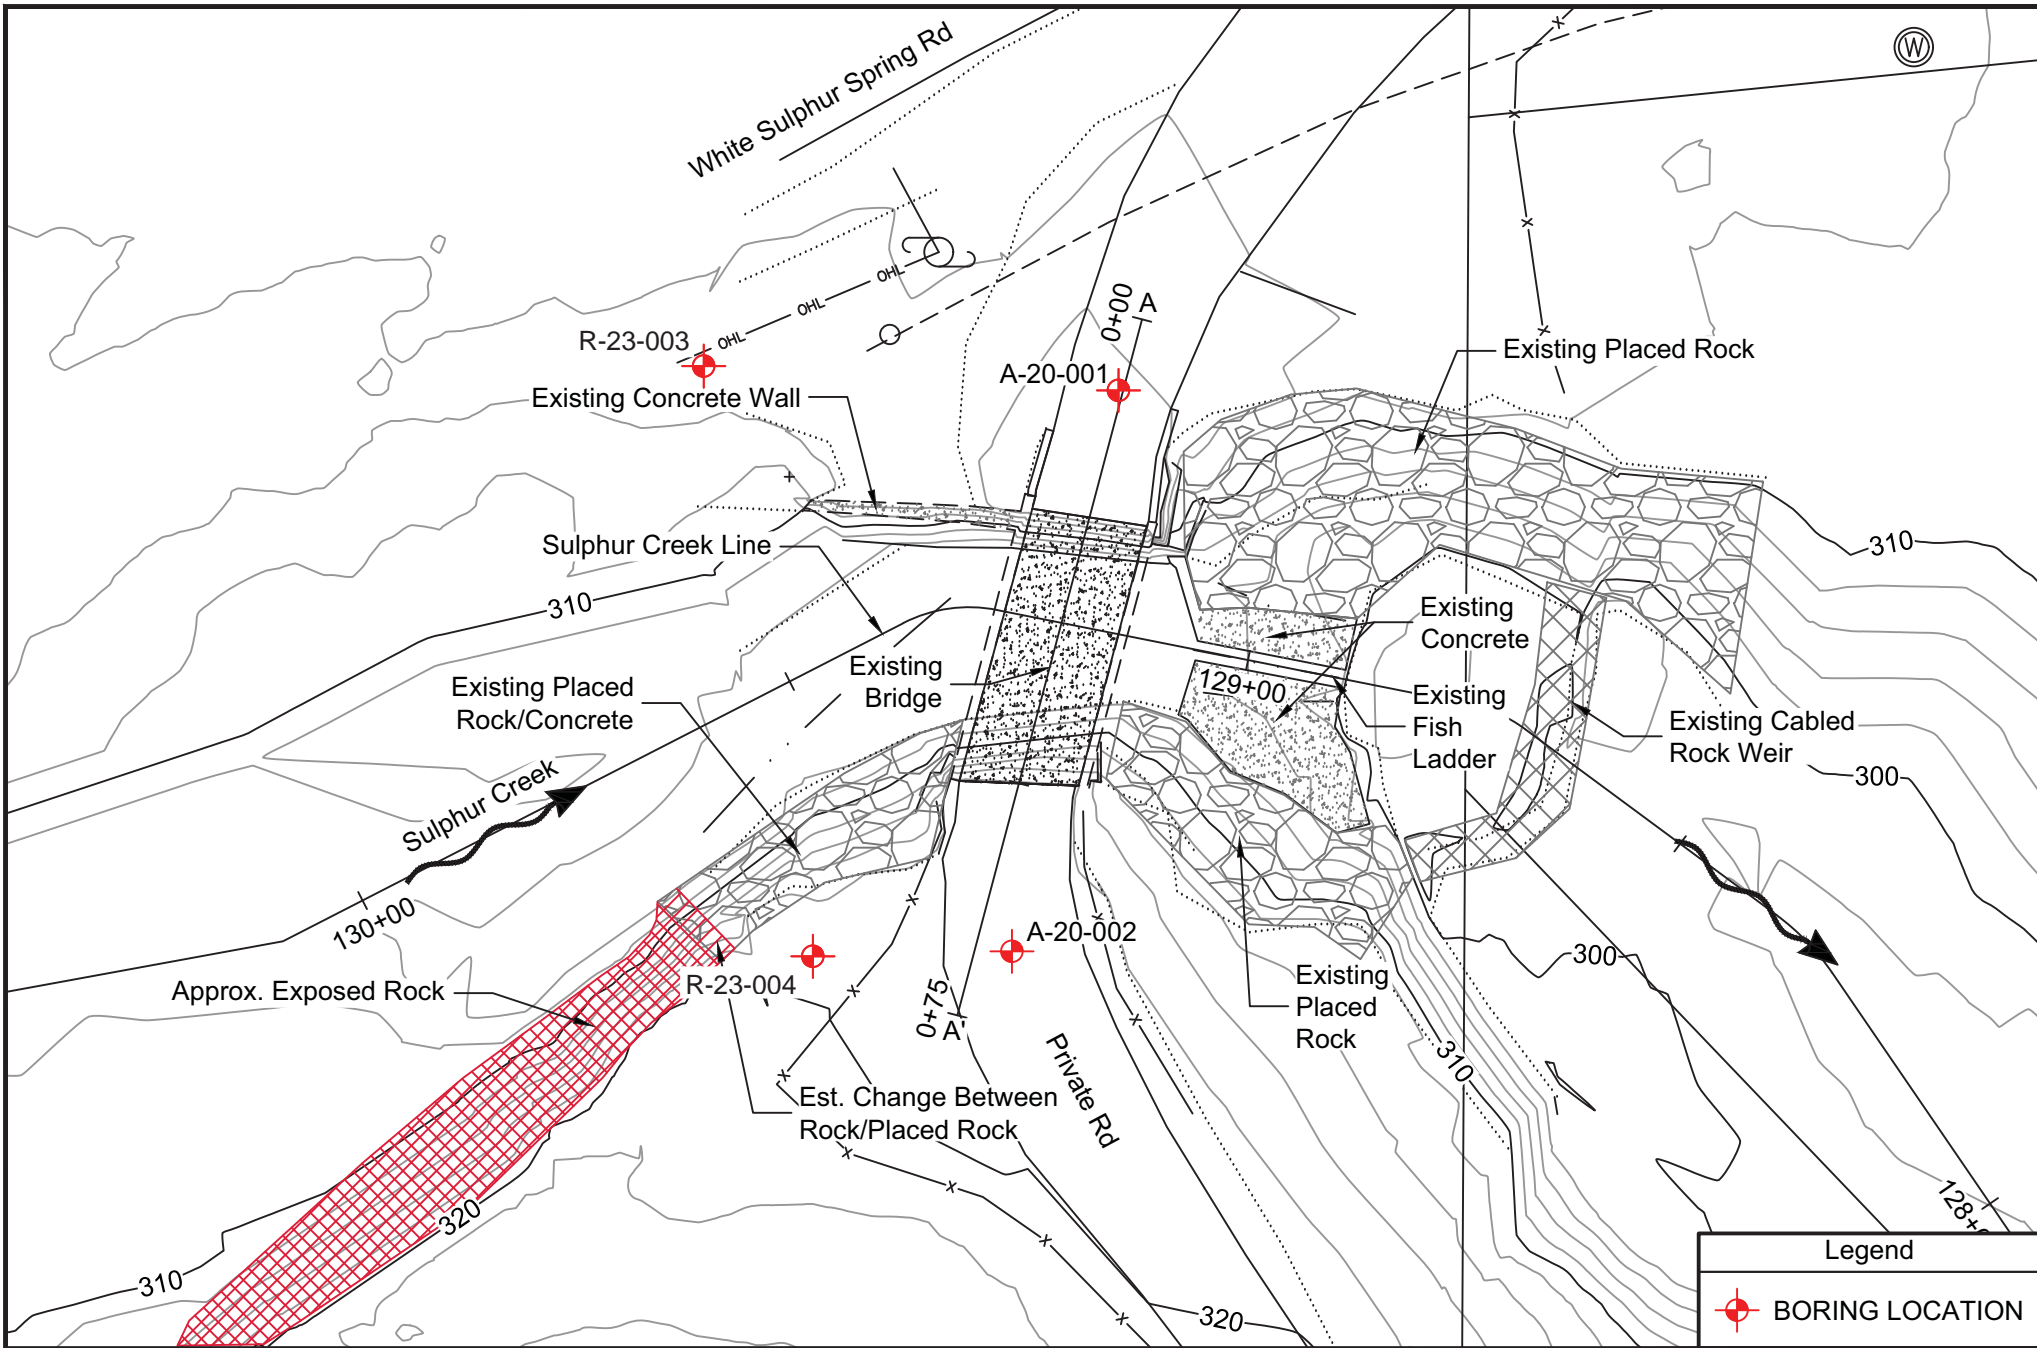 White Sulphur Spring Rd
W
x
x
x
x
OHL
OHL
OHL
0+00
A
R-23-003
A-20-001
Existing Placed Rock
Existing Concrete Wall
Sulphur Creek Line
310
310
Existing
Concrete
Existing
Bridge
129+00
Existing Placed
Rock/Concrete
Existing
Fish
Ladder
Existing Cabled
Rock Weir
300
Sulphur Creek
130+00
x
x
A-20-002
300
Approx. Exposed Rock
R-23-004
x
0+75
A'
x
Existing
Placed
Rock
310
Private Rd
x
Est. Change Between
Rock/Placed Rock
x
x
x
x
320
310
320
128+
Legend
BORING LOCATION